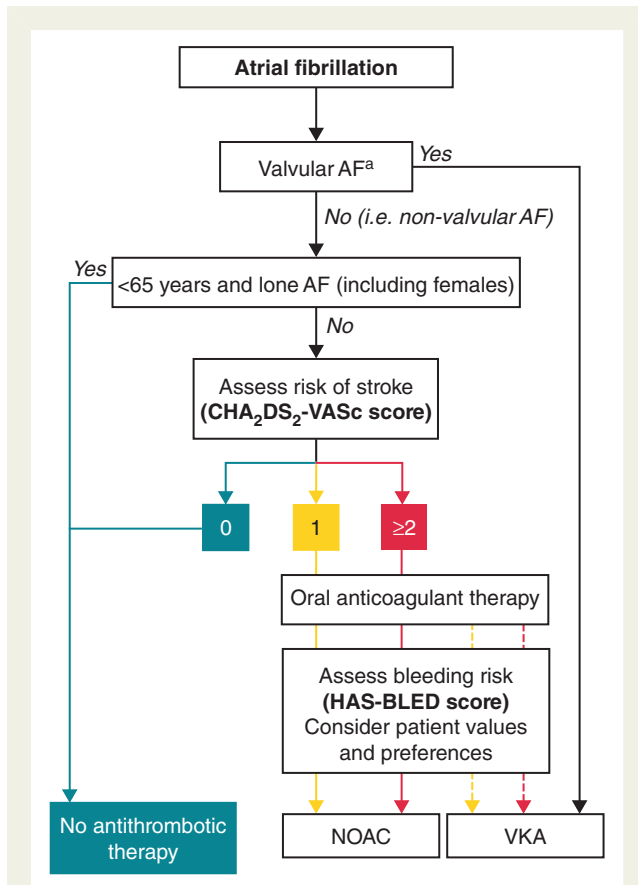 Atrial fibrillation
Valvular AFᵃ
Yes
No (i.e. non-valvular AF)
Yes
<65 years and lone AF (including females)
No
Assess risk of stroke
(CHA₂DS₂-VASc score)
0
1
≥2
Oral anticoagulant therapy
Assess bleeding risk
(HAS-BLED score)
Consider patient values
and preferences
No antithrombotic
therapy
NOAC
VKA